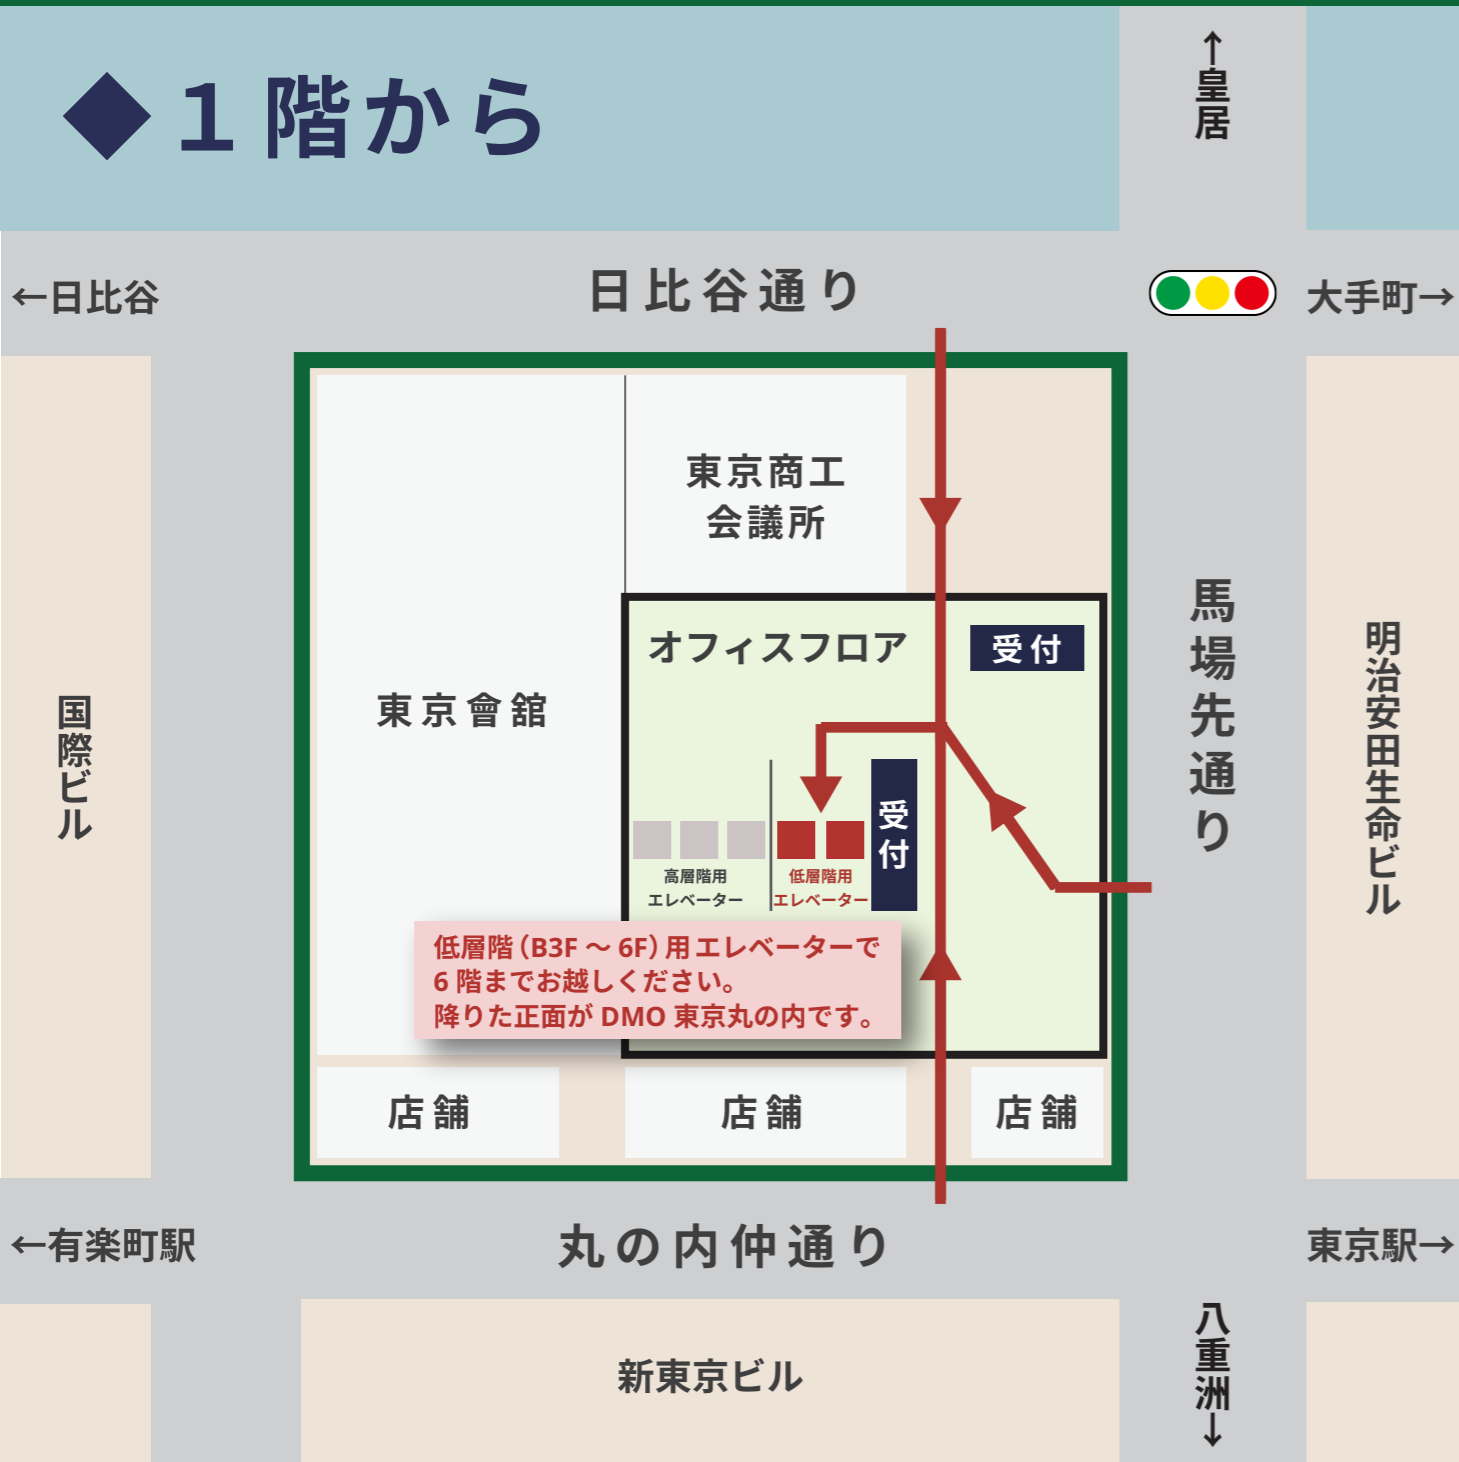 ◆１階から
↑皇居
←日比谷
日比谷通り
大手町→
東京商工
会議所
オフィスフロア
受付
東京會舘
馬場先通り
明治安田生命ビル
国際ビル
受付
高層階用
エレベーター
低層階用
エレベーター
低層階（B3F 〜 6F）用エレベーターで
6 階までお越しください。
降りた正面が DMO 東京丸の内です。
店舗
店舗
店舗
←有楽町駅
丸の内仲通り
東京駅→
新東京ビル
八重洲↓